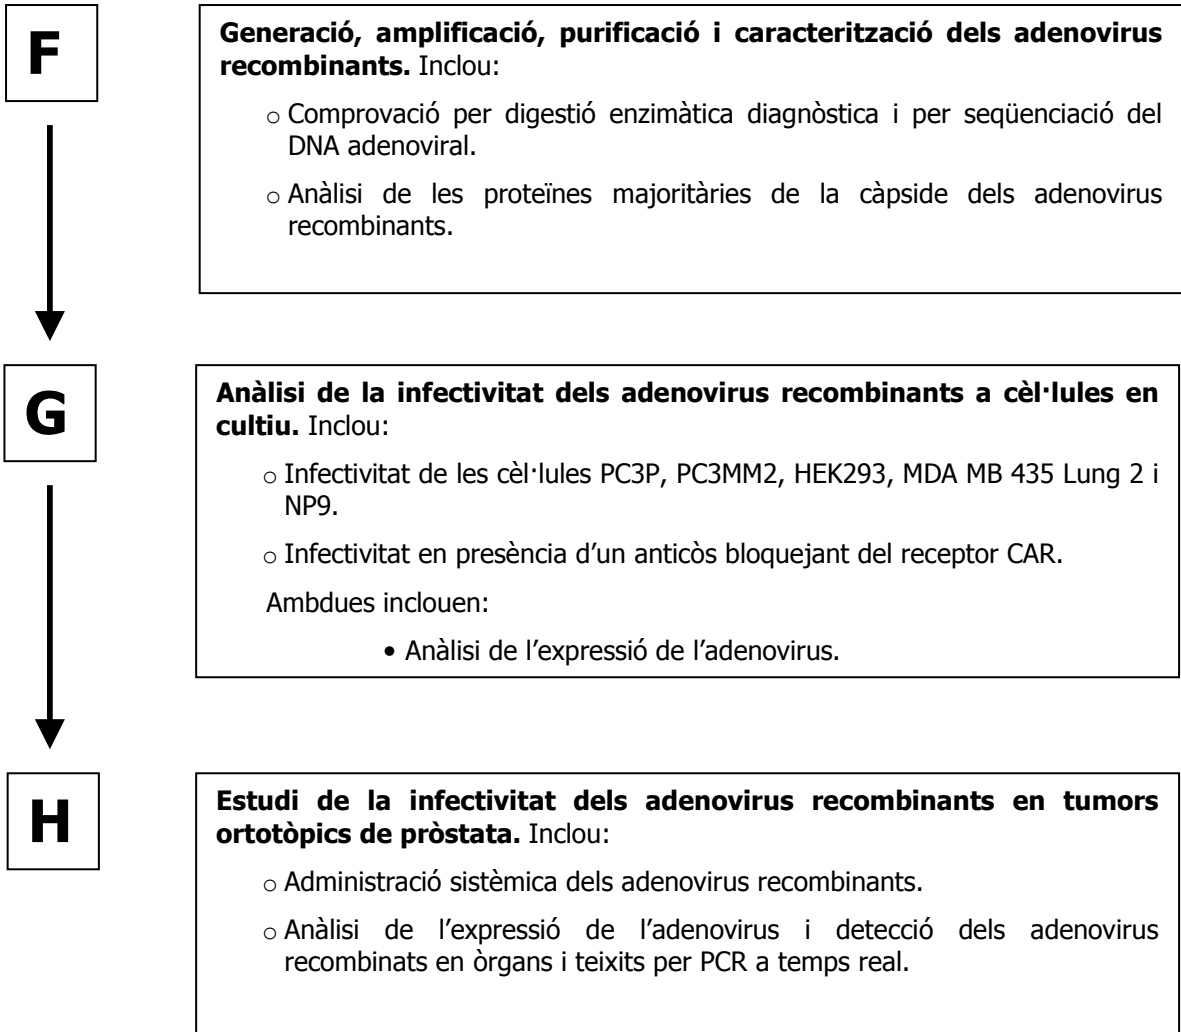 F
Generació, amplificació, purificació i caracterització dels adenovirus
recombinants. Inclou:
o Comprovació per digestió enzimàtica diagnòstica i per seqüenciació del
DNA adenoviral.
o Anàlisi de les proteïnes majoritàries de la càpside dels adenovirus
recombinants.
G
Anàlisi de la infectivitat dels adenovirus recombinants a cèl·lules en
cultiu. Inclou:
o Infectivitat de les cèl·lules PC3P, PC3MM2, HEK293, MDA MB 435 Lung 2 i
NP9.
o Infectivitat en presència d’un anticòs bloquejant del receptor CAR.
Ambdues inclouen:
• Anàlisi de l’expressió de l’adenovirus.
H
Estudi de la infectivitat dels adenovirus recombinants en tumors
ortotòpics de pròstata. Inclou:
o Administració sistèmica dels adenovirus recombinants.
o Anàlisi de l’expressió de l’adenovirus i detecció dels adenovirus
recombinats en òrgans i teixits per PCR a temps real.